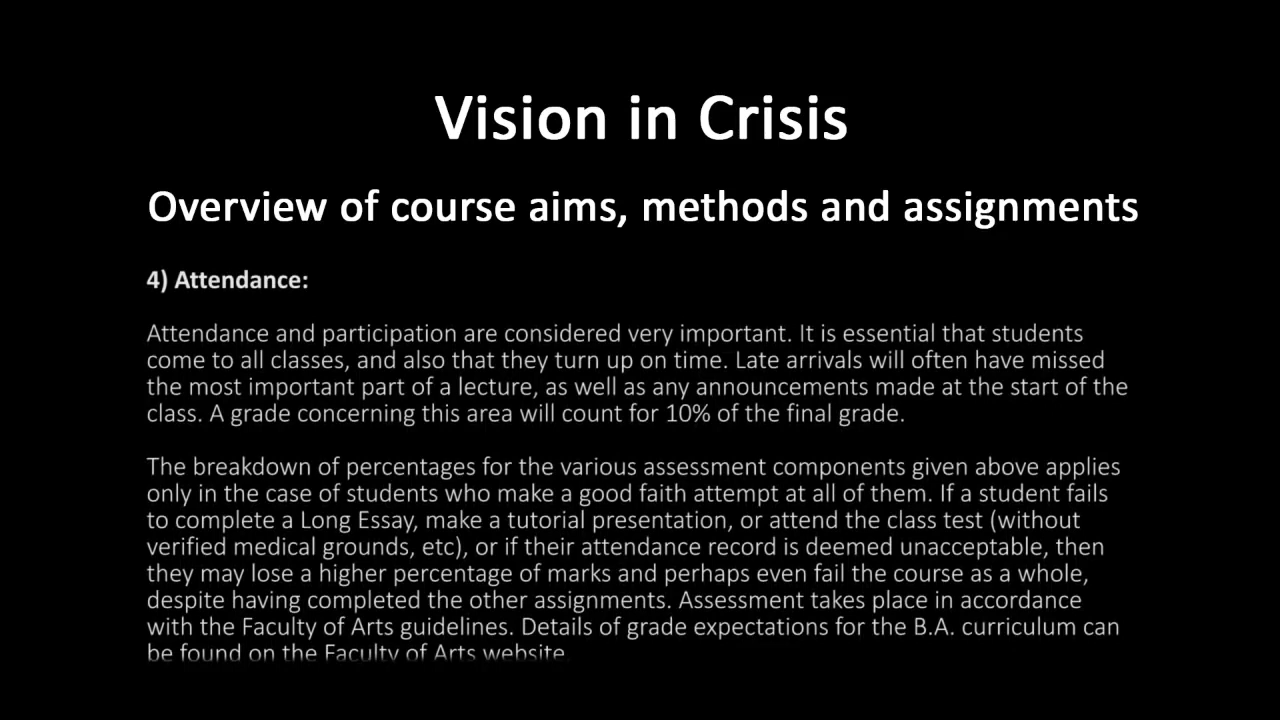 Vision in Crisis
Overview of course aims, methods and assignments
4) Attendance:
Attendance and participation are considered very important. It is essential that students
come to all classes, and also that they turn up on time. Late arrivals will often have missed
the most important part of a lecture, as well as any announcements made at the start of the
class. A grade concerning this area will count for 10% of the final grade.
The breakdown of percentages for the various assessment components given above applies
only in the case of students who make a good faith attempt at all of them. If a student fails
to complete a Long Essay, make a tutorial presentation, or attend the class test (without
verified medical grounds, etc), or if their attendance record is deemed unacceptable, then
they may lose a higher percentage of marks and perhaps even fail the course as a whole,
despite having completed the other assignments. Assessment takes place in accordance
with the Faculty of Arts guidelines. Details of grade expectations for the B.A. curriculum can
be found on the Faculty of Arts website.